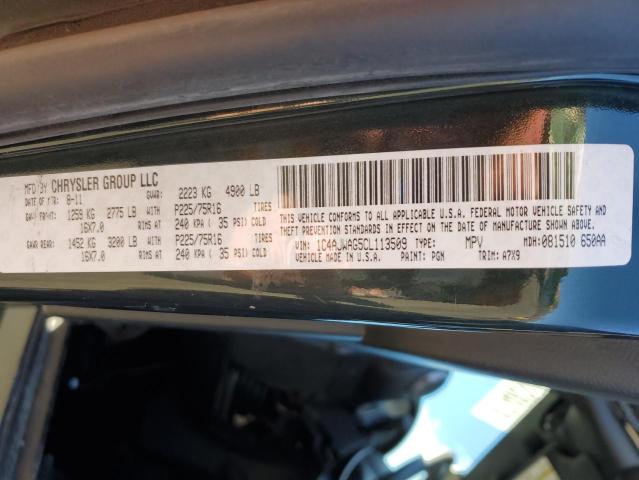 MFD BY CHRYSLER GROUP LLC
DATE OF MFR: 8-11 GVWR: 2223 KG 4900 LB
GAWR FRONT: 1259 KG 2775 LB WITH P225/75R16 TIRES
16X7.0 RIMS AT 240 KPA ( 35 PSI) COLD
GAWR REAR: 1452 KG 3200 LB WITH P225/75R16 TIRES
16X7.0 RIMS AT 240 KPA ( 35 PSI) COLD
THIS VEHICLE CONFORMS TO ALL APPLICABLE U.S.A. FEDERAL MOTOR VEHICLE SAFETY,
BUMPER, AND THEFT PREVENTION STANDARDS IN EFFECT ON THE DATE OF MANUFACTURE SHOWN ABOVE.
VIN: 1C4AJWAG5CL113509 TYPE: MPV MDH: 081510 650AA
VEHICLE MADE IN U.S.A. PAINT: PGN TRIM: A7X9